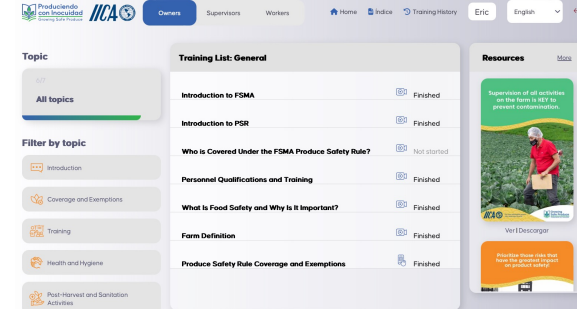 Produciendo
con Inocuidad
Growing Safe Produce
IICA
Owners
Supervisors
Workers
Home
Índice
Training History
Eric
English
Topic
All topics
Filter by topic
Introduction
Coverage and Exemptions
Training
Health and Hygiene
Post-Harvest and Sanitation
Activities
Training List: General
Introduction to FSMA
Finished
Introduction to PSR
Finished
Who is Covered Under the FSMA Produce Safety Rule?
Not started
Personnel Qualifications and Training
Finished
What Is Food Safety and Why Is It Important?
Finished
Farm Definition
Finished
Produce Safety Rule Coverage and Exemptions
Finished
Resources
More
Supervision of all activities
on the farm is KEY to
prevent contamination.
IICA
Ver | Descargar
Prioritize those risks that
have the greatest impact
on product safety!